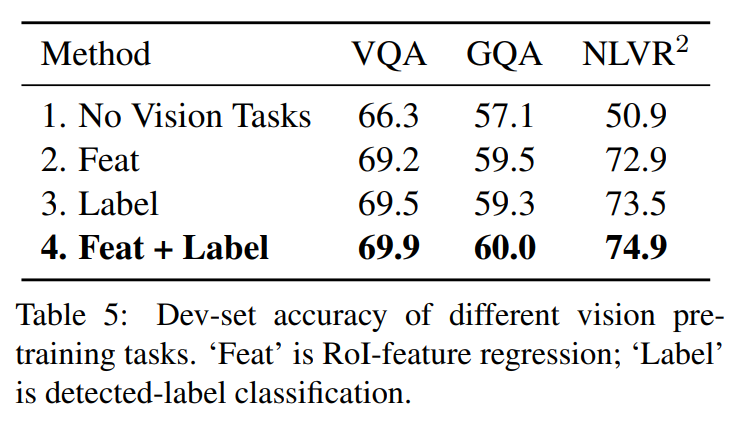 Method VQA GQA NLVR²
1. No Vision Tasks 66.3 57.1 50.9
2. Feat 69.2 59.5 72.9
3. Label 69.5 59.3 73.5
4. Feat + Label 69.9 60.0 74.9
Table 5: Dev-set accuracy of different vision pre-
training tasks. ‘Feat’ is RoI-feature regression; ‘Label’
is detected-label classification.